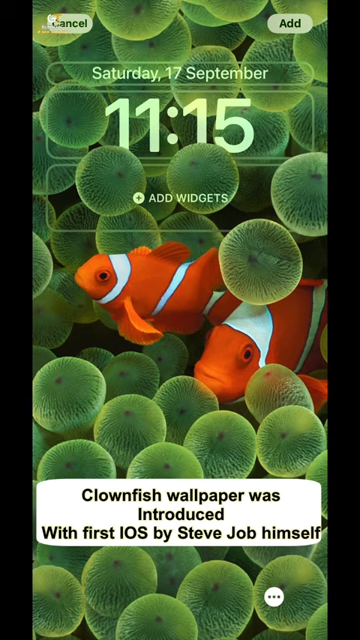 Cancel
Add
Saturday, 17 September
11:15
ADD WIDGETS
Clownfish wallpaper was
Introduced
With first IOS by Steve Job himself